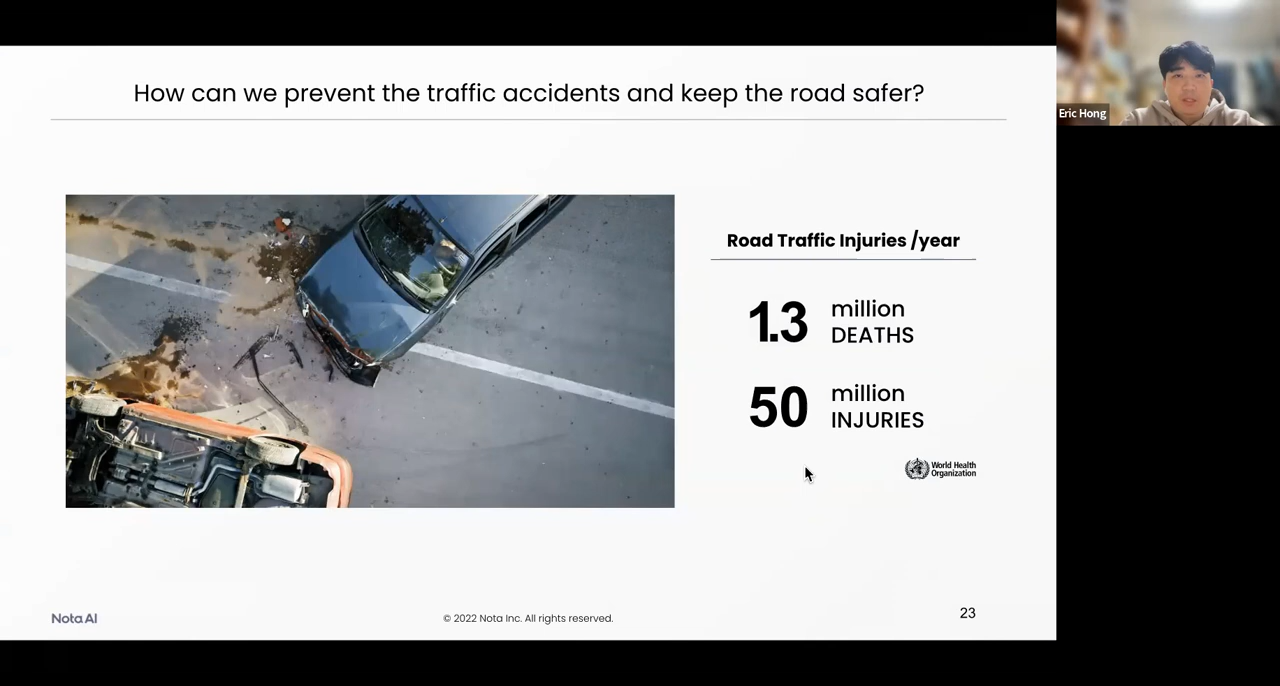 How can we prevent the traffic accidents and keep the road safer?
Eric Hong
Road Traffic Injuries /year
1.3 million
DEATHS
50 million
INJURIES
World Health
Organization
Nota AI
© 2022 Nota Inc. All rights reserved.
23